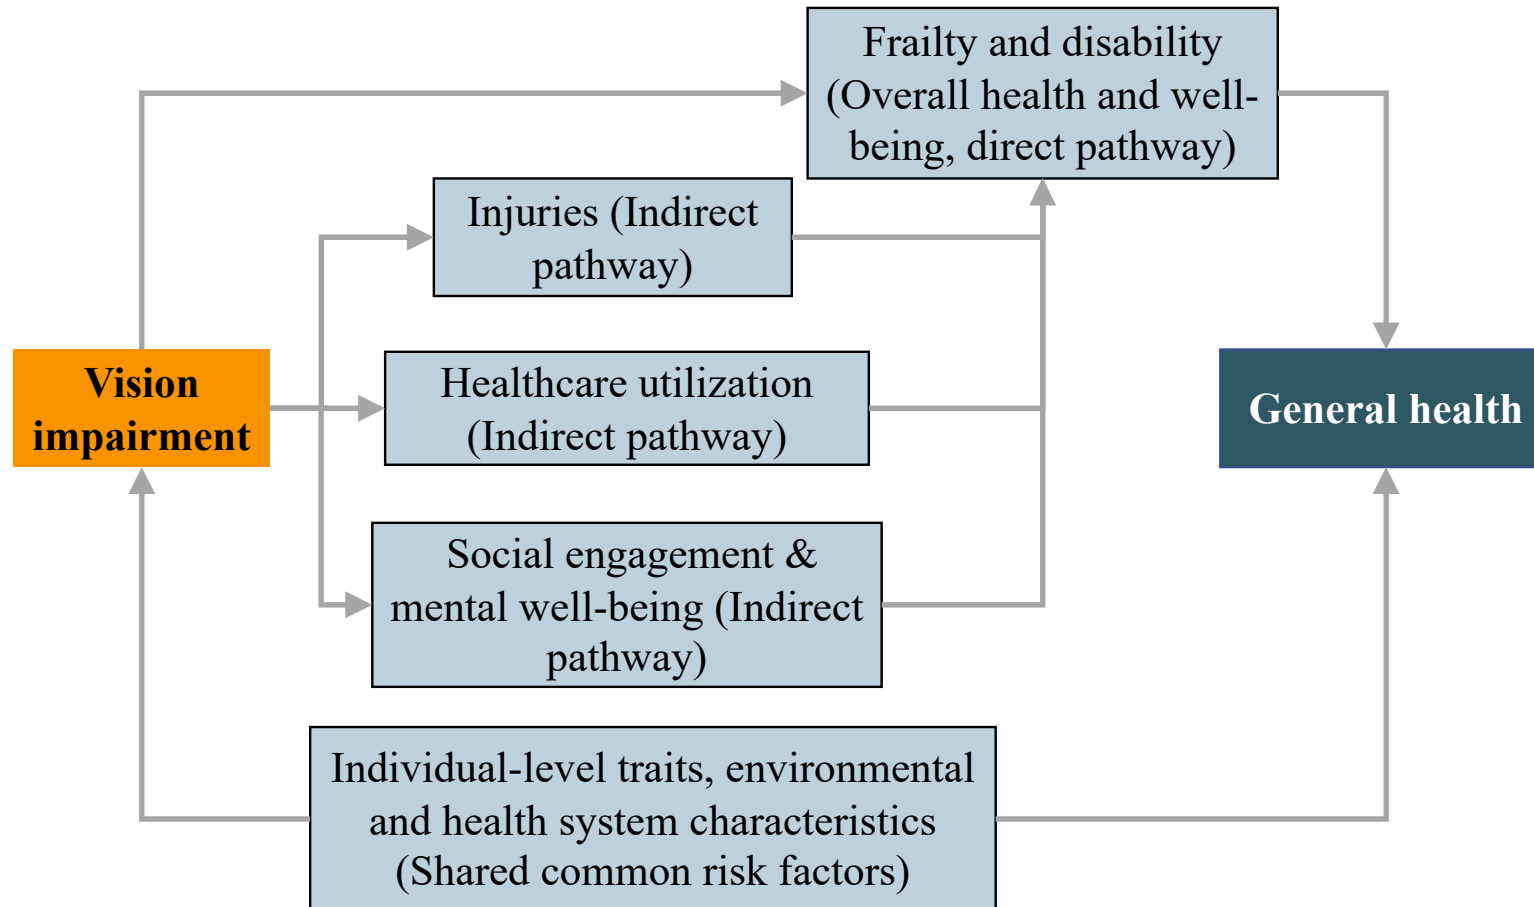 Frailty and disability
(Overall health and well-
being, direct pathway)
Injuries (Indirect
pathway)
Vision
impairment
Healthcare utilization
(Indirect pathway)
General health
Social engagement &
mental well-being (Indirect
pathway)
Individual-level traits, environmental
and health system characteristics
(Shared common risk factors)